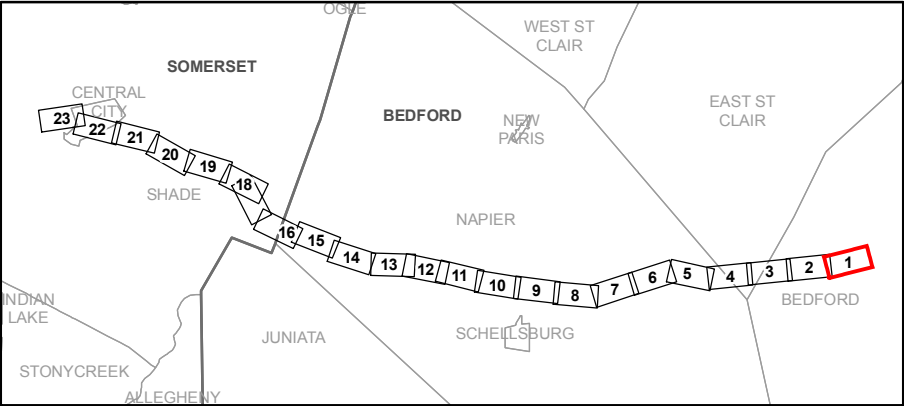 OGLE
WEST ST
CLAIR
SOMERSET
CENTRAL
CITY
EAST ST
CLAIR
BEDFORD
NEW
PARIS
23
22
21
20
19
18
SHADE
NAPIER
16
15
14
13
12
11
10
9
8
7
6
5
4
3
2
1
BEDFORD
INDIAN
LAKE
JUNIATA
SCHELLSBURG
STONYCREEK
ALLEGHENY